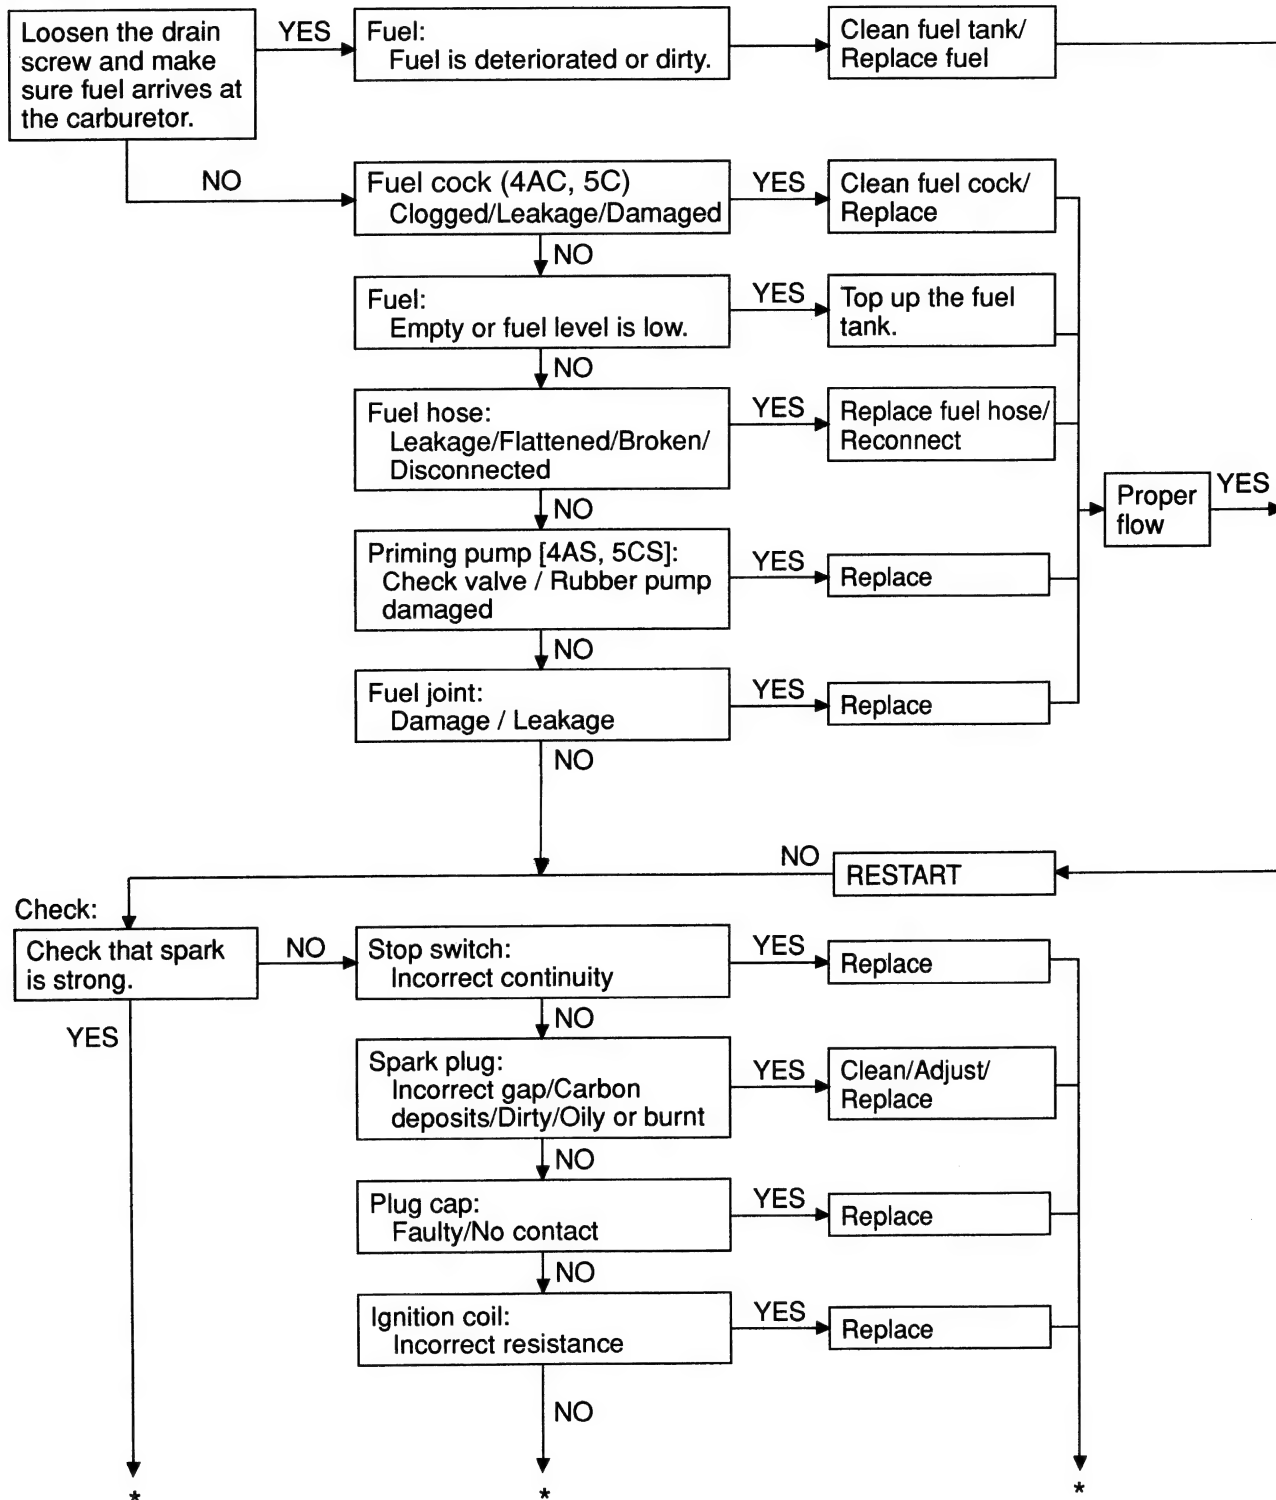 Loosen the drain
screw and make
sure fuel arrives at
the carburetor.
YES
Fuel:
Fuel is deteriorated or dirty.
Clean fuel tank/
Replace fuel
NO
Fuel cock (4AC, 5C)
Clogged/Leakage/Damaged
YES
Clean fuel cock/
Replace
NO
Fuel:
Empty or fuel level is low.
YES
Top up the fuel
tank.
NO
Fuel hose:
Leakage/Flattened/Broken/
Disconnected
YES
Replace fuel hose/
Reconnect
NO
Proper
flow
YES
Priming pump [4AS, 5CS]:
Check valve / Rubber pump
damaged
YES
Replace
NO
Fuel joint:
Damage / Leakage
YES
Replace
NO
NO
RESTART
Check:
Check that spark
is strong.
NO
Stop switch:
Incorrect continuity
YES
Replace
NO
YES
Spark plug:
Incorrect gap/Carbon
deposits/Dirty/Oily or burnt
YES
Clean/Adjust/
Replace
NO
Plug cap:
Faulty/No contact
YES
Replace
NO
Ignition coil:
Incorrect resistance
YES
Replace
NO
*
*
*